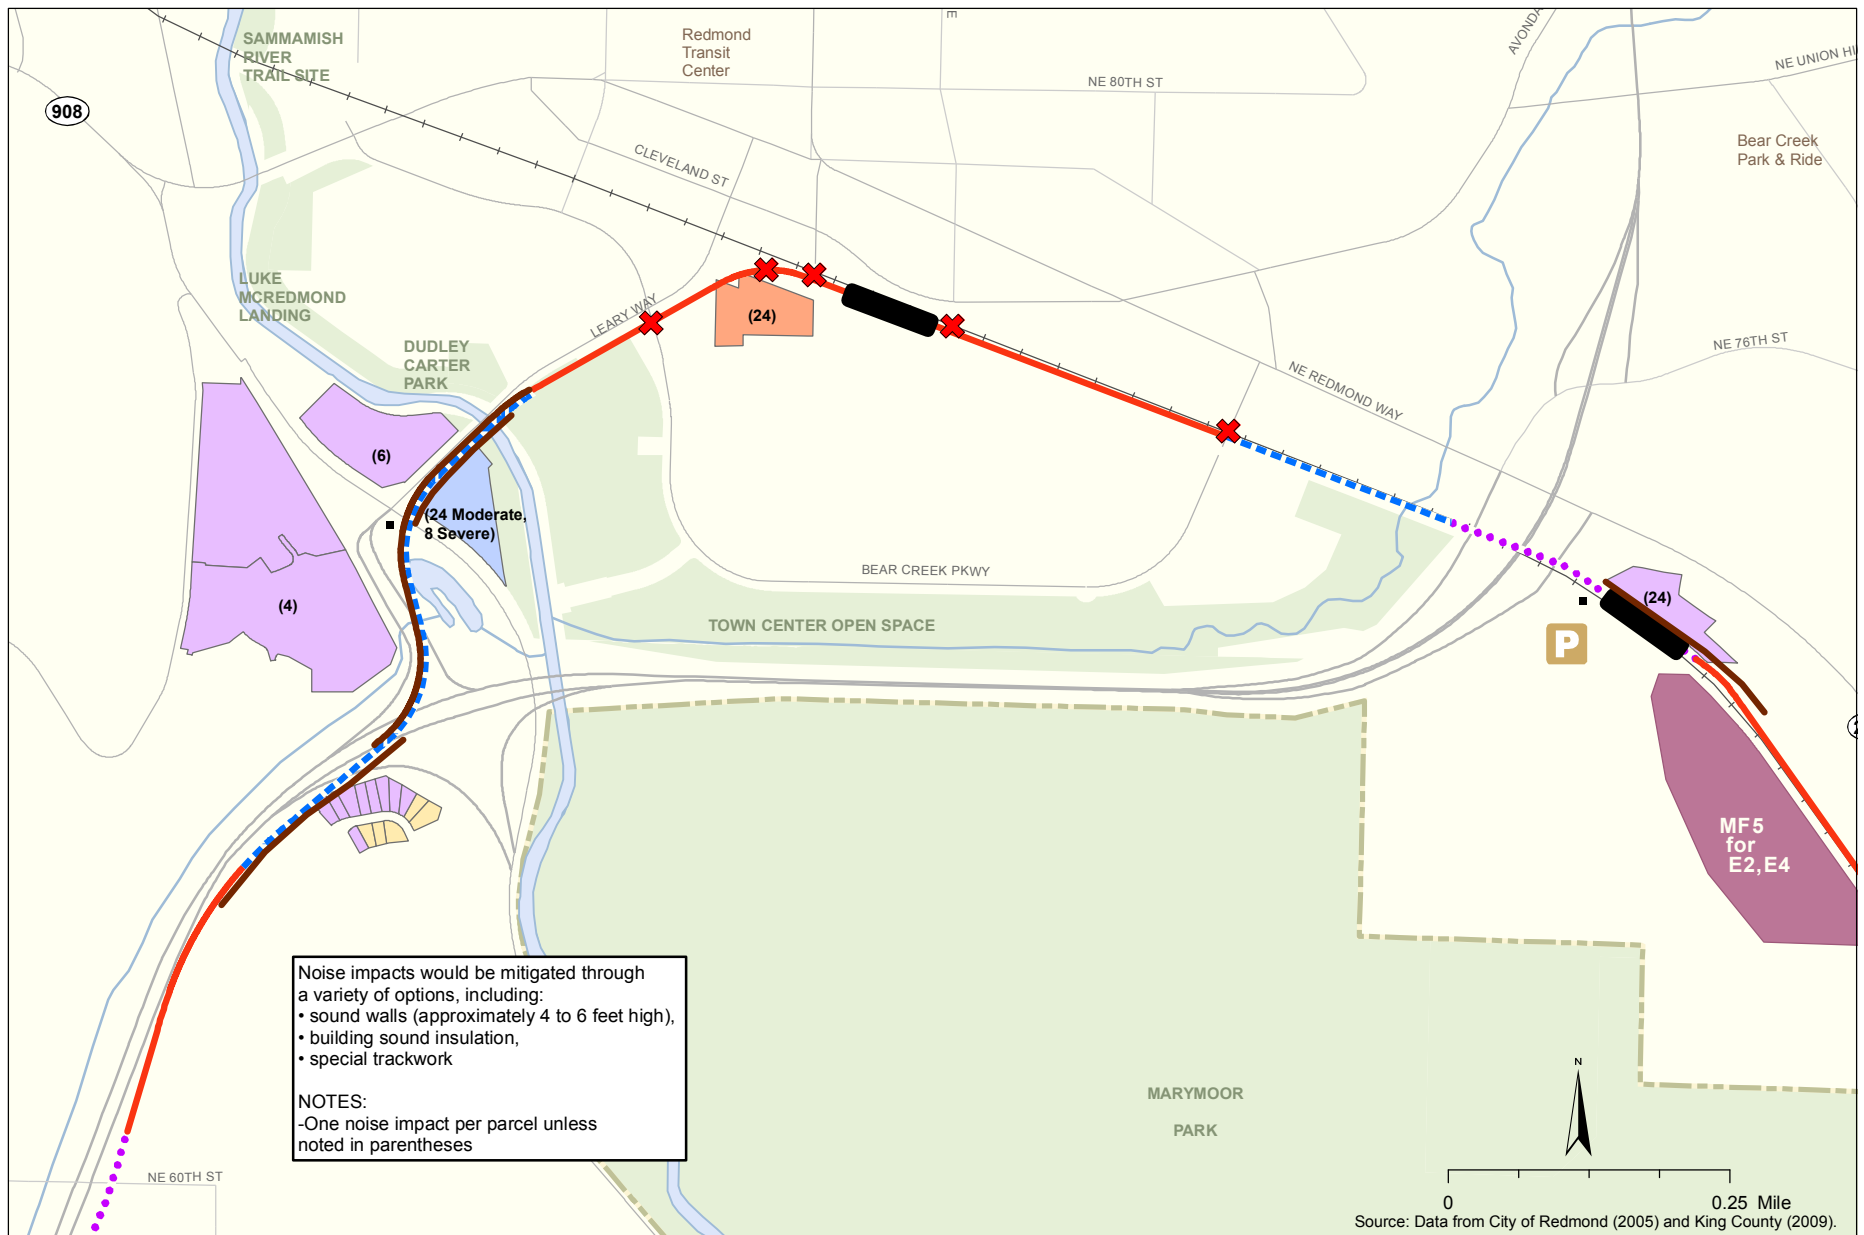 SAMMAMISH
RIVER
TRAIL SITE
Redmond
Transit
Center
E
AVONDA
NE UNION HI
NE 80TH ST
908
Bear Creek
Park & Ride
CLEVELAND ST
LUKE
MCREDMOND
LANDING
LEARY WAY
(24)
DUDLEY
CARTER
PARK
NE 76TH ST
NE REDMOND WAY
(6)
(24 Moderate,
8 Severe)
BEAR CREEK PKWY
(4)
(24)
TOWN CENTER OPEN SPACE
P
MF5
for
E2,E4
Noise impacts would be mitigated through
a variety of options, including:
• sound walls (approximately 4 to 6 feet high),
• building sound insulation,
• special trackwork
NOTES:
-One noise impact per parcel unless
noted in parentheses
MARYMOOR
PARK
N
NE 60TH ST
0 0.25 Mile
Source: Data from City of Redmond (2005) and King County (2009).